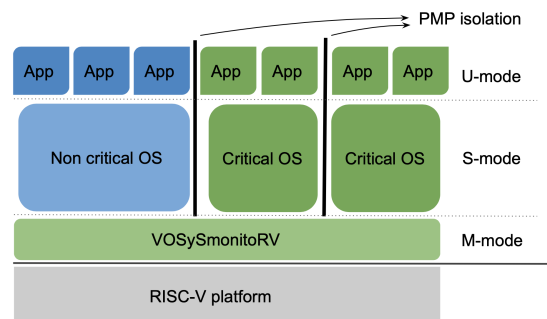 PMP isolation
App App App App App App App U-mode
Non critical OS Critical OS Critical OS S-mode
VOSySmonitoRV M-mode
RISC-V platform